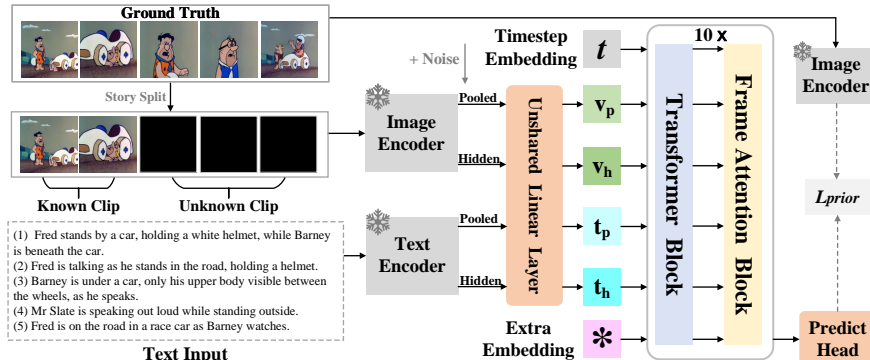 Ground Truth
Story Split
Known Clip
Unknown Clip
(1) Fred stands by a car, holding a white helmet, while Barney
is beneath the car.
(2) Fred is talking as he stands in the road, holding a helmet.
(3) Barney is under a car, only his upper body visible between
the wheels, as he speaks.
(4) Mr Slate is speaking out loud while standing outside.
(5) Fred is on the road in a race car as Barney watches.
Text Input
+ Noise
Image
Encoder
Pooled
Hidden
Text
Encoder
Pooled
Hidden
Unshared Linear
Layer
Timestep
Embedding
t
v_p
v_h
t_p
t_h
Extra
Embedding
*
10 x
Transformer Block
Frame Attention
Block
Image
Encoder
L_prior
Predict
Head